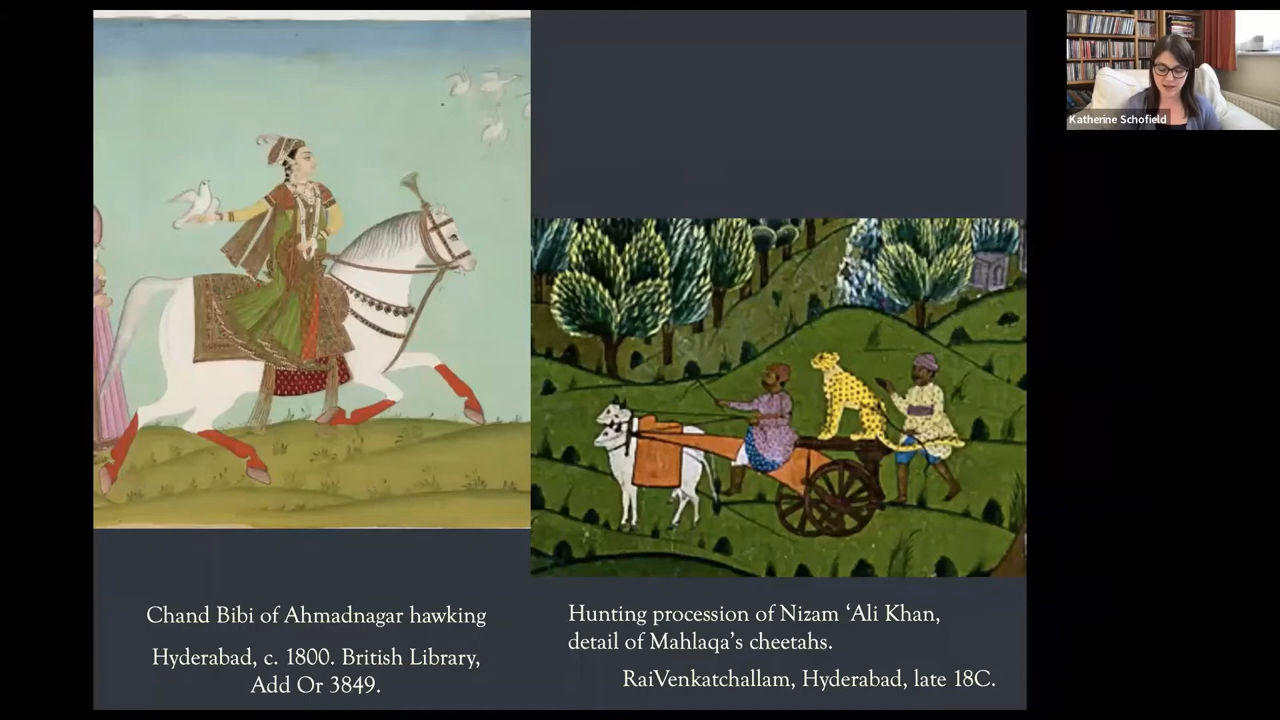 Katherine Schofield
Chand Bibi of Ahmadnagar hawking
Hyderabad, c. 1800. British Library,
Add Or 3849.
Hunting procession of Nizam ‘Ali Khan,
detail of Mahlaqa’s cheetahs.
RaiVenkatchallam, Hyderabad, late 18C.